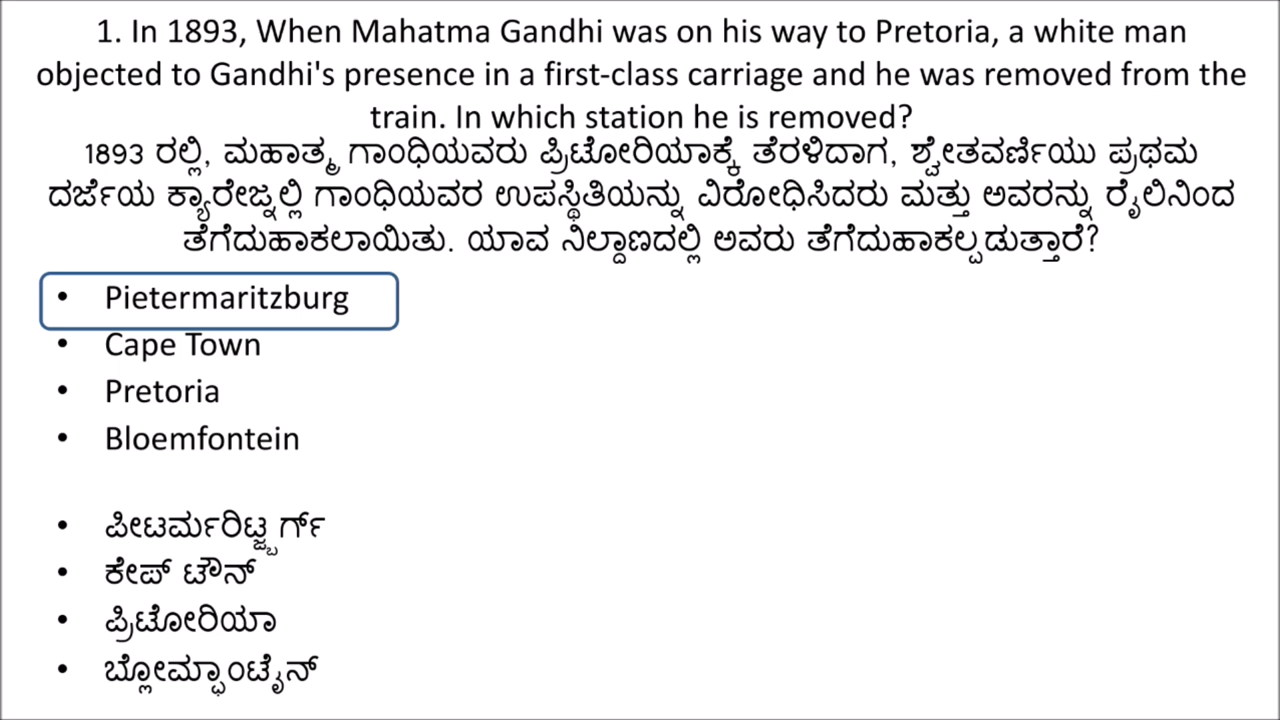 1. In 1893, When Mahatma Gandhi was on his way to Pretoria, a white man
objected to Gandhi's presence in a first-class carriage and he was removed from the
train. In which station he is removed?
1893 ರಲ್ಲಿ, ಮಹಾತ್ಮ ಗಾಂಧಿಯವರು ಪ್ರಿಟೋರಿಯಾಕ್ಕೆ ತೆರಳಿದಾಗ, ಶ್ವೇತವರ್ಣಿಯು ಪ್ರಥಮ
ದರ್ಜೆಯ ಕ್ಯಾರೇಜ್ನಲ್ಲಿ ಗಾಂಧಿಯವರ ಉಪಸ್ಥಿತಿಯನ್ನು ವಿರೋಧಿಸಿದರು ಮತ್ತು ಅವರನ್ನು ರೈಲಿನಿಂದ
ತೆಗೆದುಹಾಕಲಾಯಿತು. ಯಾವ ನಿಲ್ದಾಣದಲ್ಲಿ ಅವರು ತೆಗೆದುಹಾಕಲ್ಪಡುತ್ತಾರೆ?
• Pietermaritzburg
• Cape Town
• Pretoria
• Bloemfontein
• ಪೀಟರ್ಮರಿಟ್ಜ್ಬರ್ಗ್
• ಕೇಪ್ ಟೌನ್
• ಪ್ರಿಟೋರಿಯಾ
• ಬ್ಲೋಮ್ಫಾಂಟೈನ್